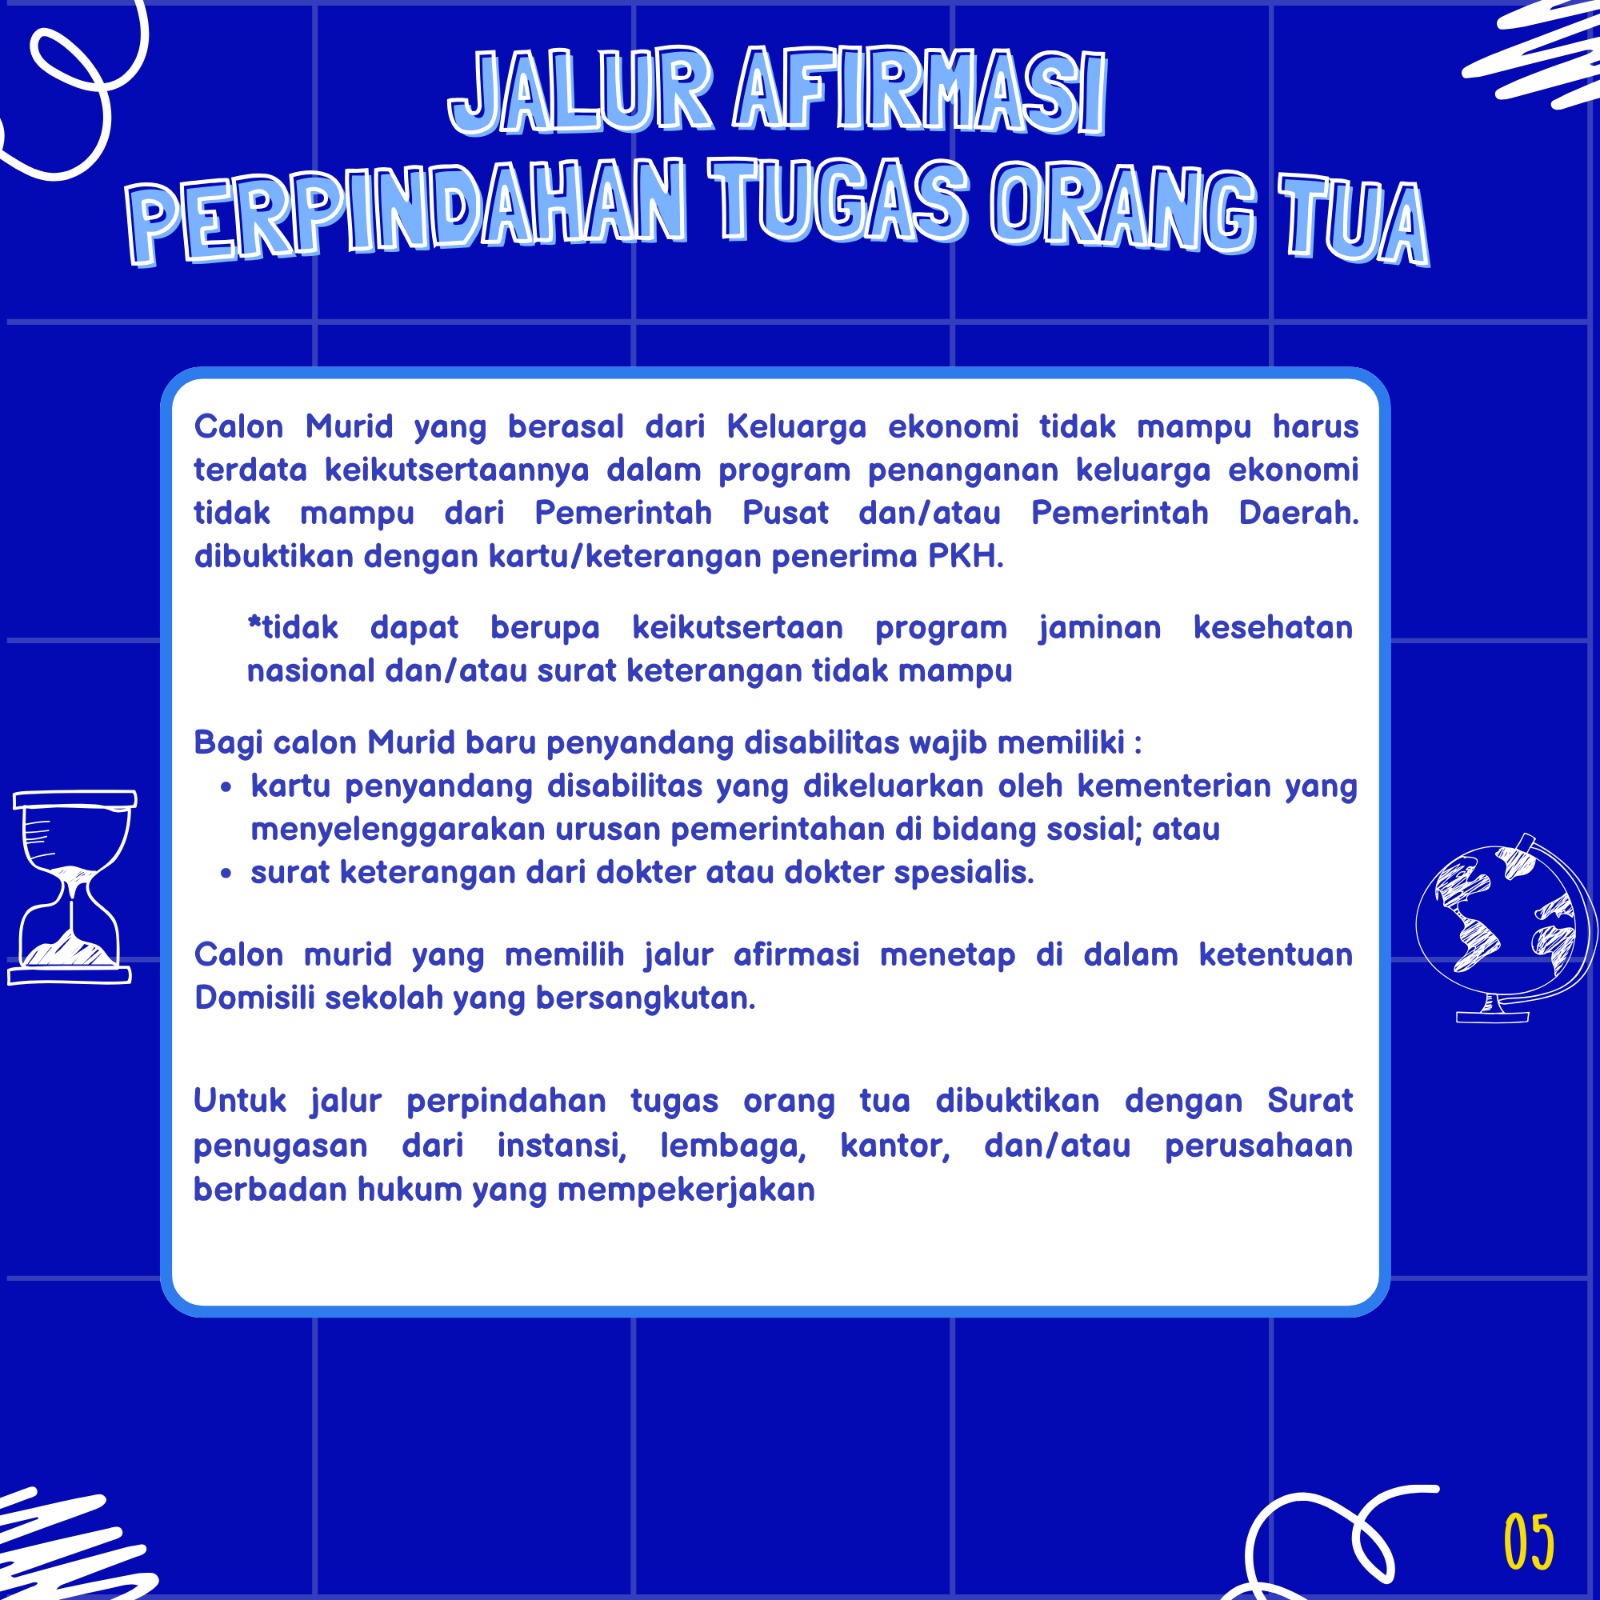 JALUR AFIRMASI
PERPINDAHAN TUGAS ORANG TUA
Calon Murid yang berasal dari Keluarga ekonomi tidak mampu harus
terdata keikutsertaannya dalam program penanganan keluarga ekonomi
tidak mampu dari Pemerintah Pusat dan/atau Pemerintah Daerah.
dibuktikan dengan kartu/keterangan penerima PKH.
*tidak dapat berupa keikutsertaan program jaminan kesehatan
nasional dan/atau surat keterangan tidak mampu
Bagi calon Murid baru penyandang disabilitas wajib memiliki :
• kartu penyandang disabilitas yang dikeluarkan oleh kementerian yang
menyelenggarakan urusan pemerintahan di bidang sosial; atau
• surat keterangan dari dokter atau dokter spesialis.
Calon murid yang memilih jalur afirmasi menetap di dalam ketentuan
Domisili sekolah yang bersangkutan.
Untuk jalur perpindahan tugas orang tua dibuktikan dengan Surat
penugasan dari instansi, lembaga, kantor, dan/atau perusahaan
berbadan hukum yang mempekerjakan
05